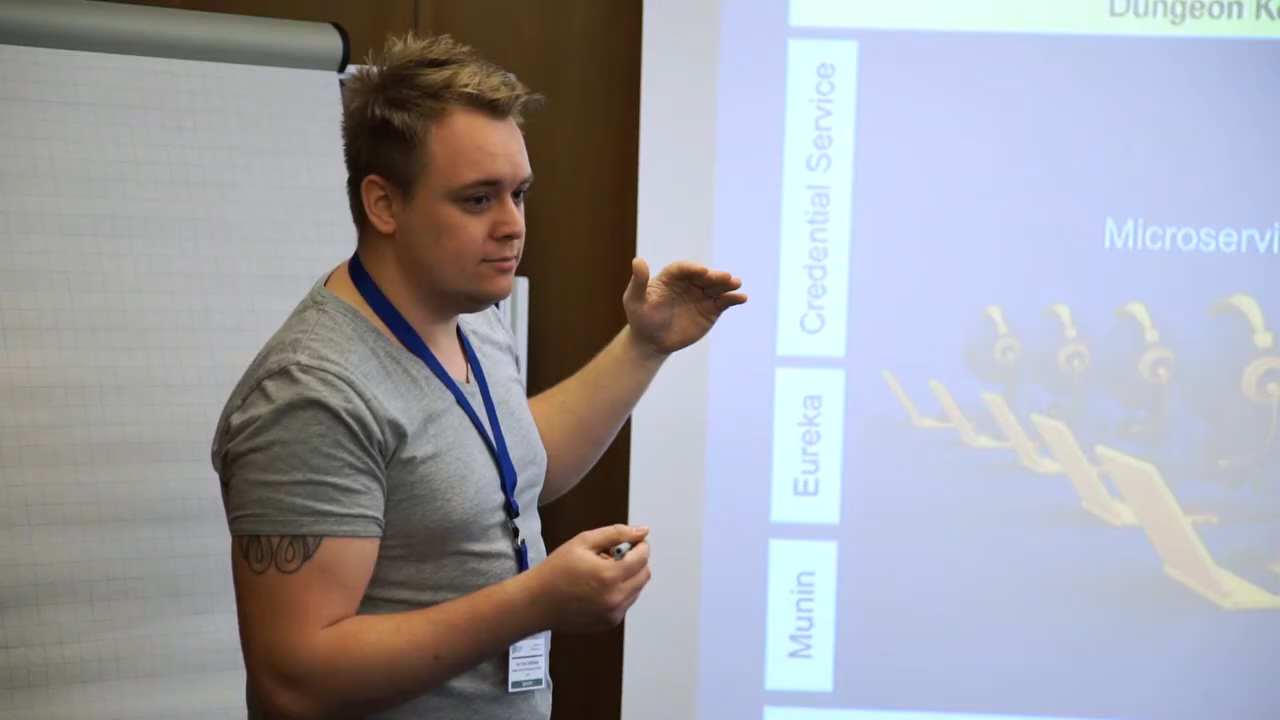 Dungeon
Credential Service
Microservi
Eureka
Munin